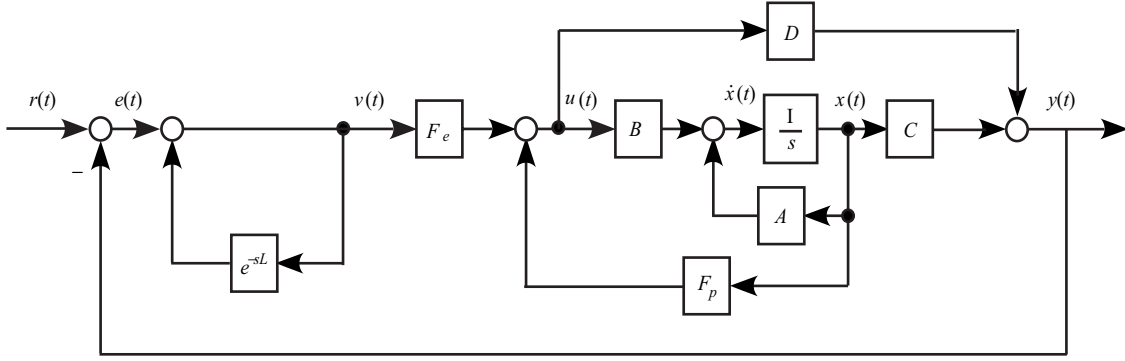 D
r(t) e(t) v(t) u(t) ẋ(t) x(t) y(t)
F_e B I/s C
−
A
e^{-sL}
F_p